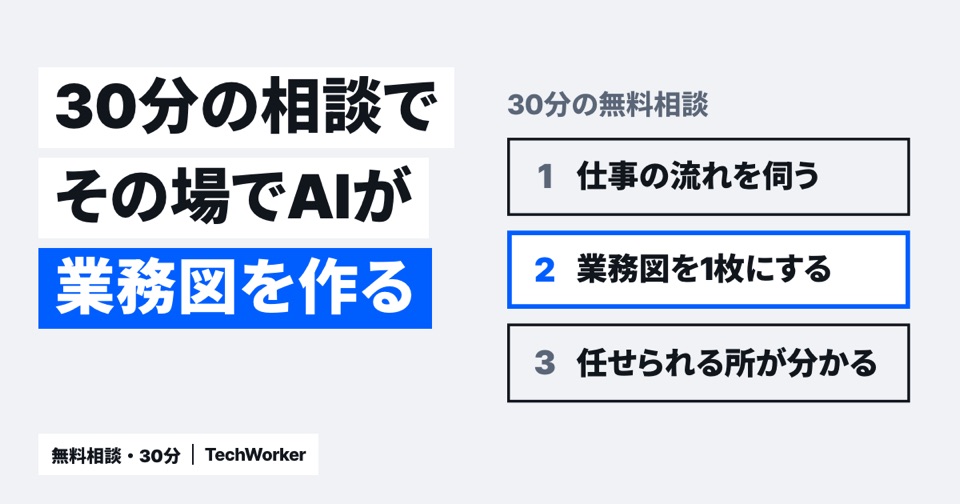 30分の相談で
その場でAIが
業務図を作る
30分の無料相談
1 仕事の流れを伺う
2 業務図を1枚にする
3 任せられる所が分かる
無料相談・30分 | TechWorker